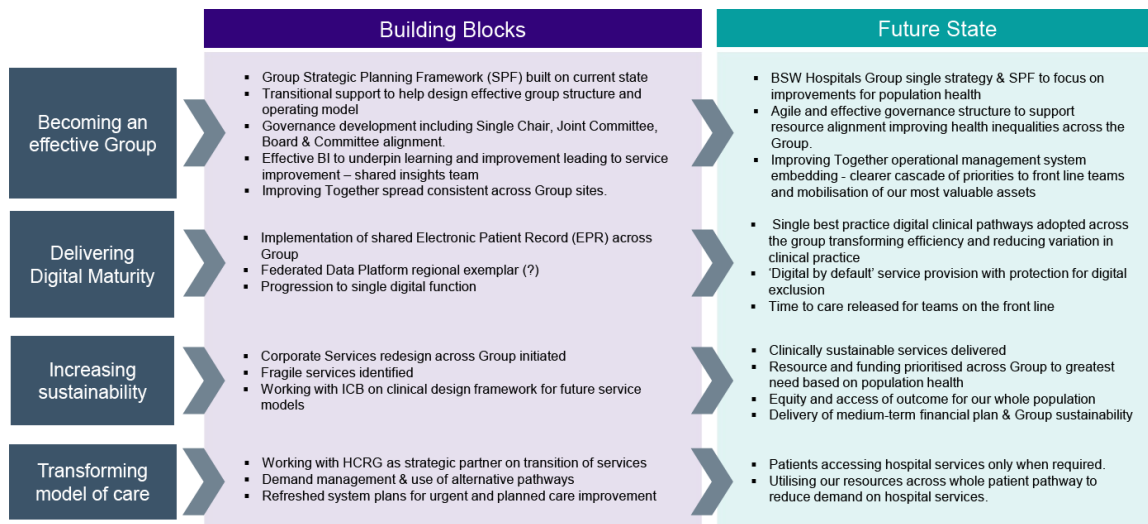 Building Blocks
Future State
Becoming an
effective Group
▪ Group Strategic Planning Framework (SPF) built on current state
▪ Transitional support to help design effective group structure and
operating model
▪ Governance development including Single Chair, Joint Committee,
Board & Committee alignment.
▪ Effective BI to underpin learning and improvement leading to service
improvement – shared insights team
▪ Improving Together spread consistent across Group sites.
▪ BSW Hospitals Group single strategy & SPF to focus on
improvements for population health
▪ Agile and effective governance structure to support
resource alignment improving health inequalities across the
Group.
▪ Improving Together operational management system
embedding - clearer cascade of priorities to front line teams
and mobilisation of our most valuable assets
Delivering
Digital Maturity
▪ Implementation of shared Electronic Patient Record (EPR) across
Group
▪ Federated Data Platform regional exemplar (?)
▪ Progression to single digital function
▪ Single best practice digital clinical pathways adopted across
the group transforming efficiency and reducing variation in
clinical practice
▪ 'Digital by default' service provision with protection for digital
exclusion
▪ Time to care released for teams on the front line
Increasing
sustainability
▪ Corporate Services redesign across Group initiated
▪ Fragile services identified
▪ Working with ICB on clinical design framework for future service
models
▪ Clinically sustainable services delivered
▪ Resource and funding prioritised across Group to greatest
need based on population health
▪ Equity and access of outcome for our whole population
▪ Delivery of medium-term financial plan & Group sustainability
Transforming
model of care
▪ Working with HCRG as strategic partner on transition of services
▪ Demand management & use of alternative pathways
▪ Refreshed system plans for urgent and planned care improvement
▪ Patients accessing hospital services only when required.
▪ Utilising our resources across whole patient pathway to
reduce demand on hospital services.